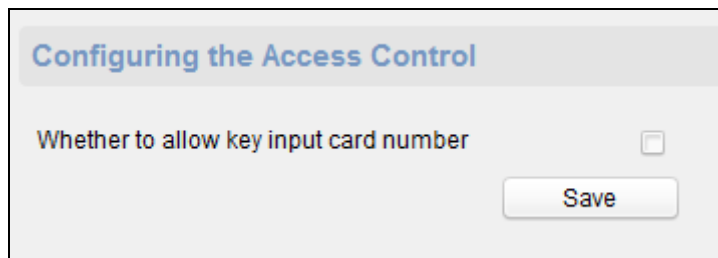 Configuring the Access Control
Whether to allow key input card number
Save